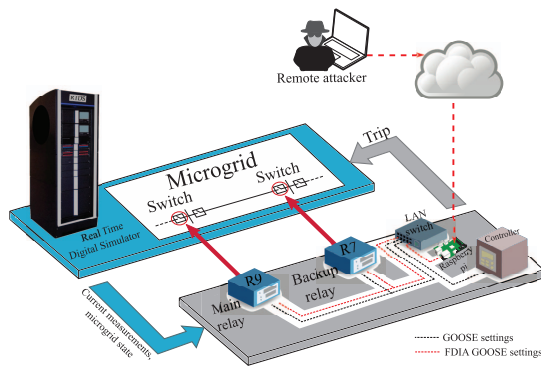 Remote attacker
RTDS
Microgrid
Switch
Switch
Trip
Real Time
Digital Simulator
LAN
switch
Controller
Raspberry
pi
R7
Backup
relay
R9
Main
relay
Current measurements,
microgrid state
GOOSE settings
FDIA GOOSE settings